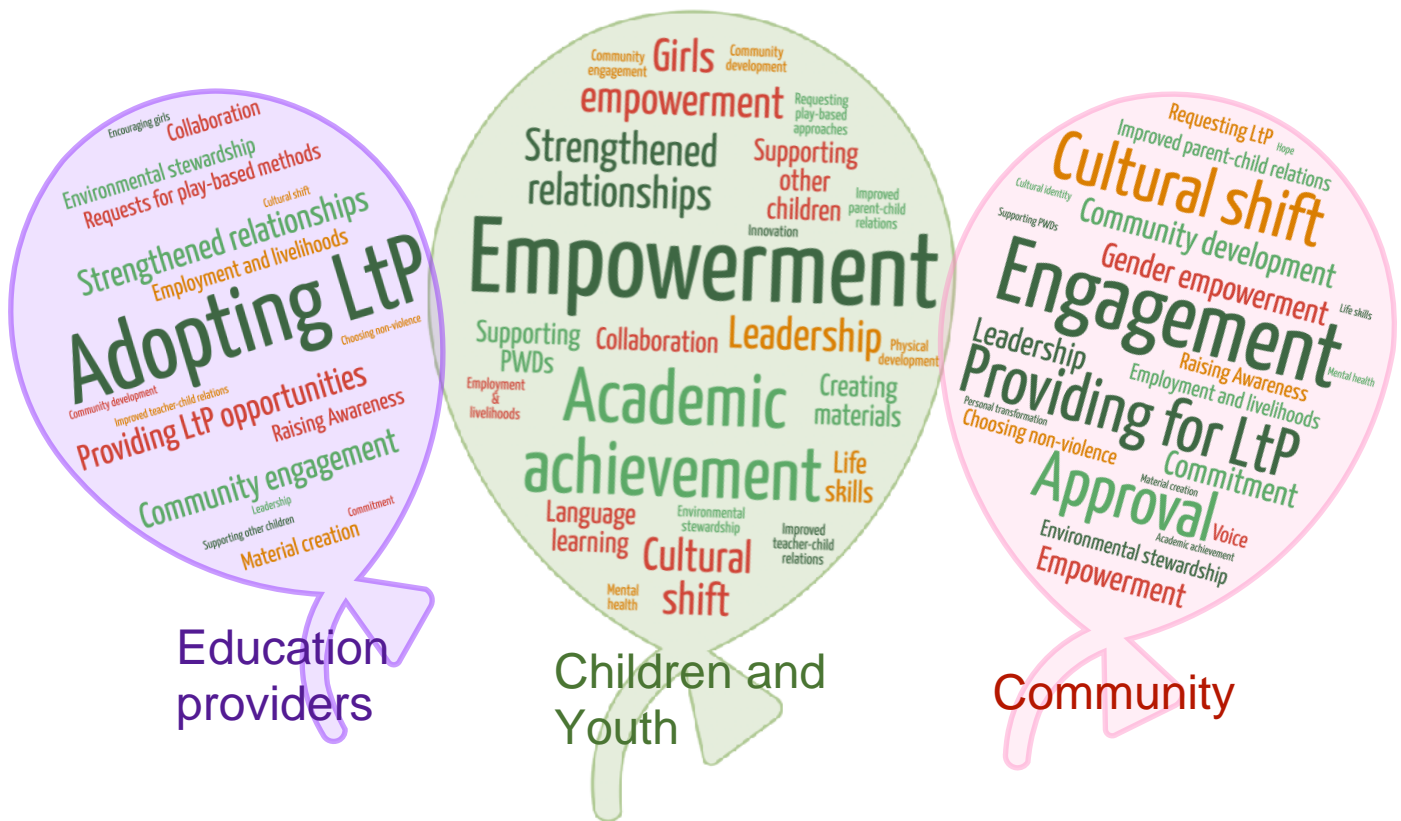 Encouraging girls
Collaboration
Environmental stewardship
Requests for play-based methods
Cultural shift
Strengthened relationships
Employment and livelihoods
Adopting LtP
Choosing non-violence
Community development
Improved teacher-child relations
Providing LtP opportunities
Raising Awareness
Community engagement
Leadership
Supporting other children
Commitment
Material creation
Education
providers
Community
engagement
Girls
empowerment
Community
development
Requesting
play-based
approaches
Strengthened
relationships
Supporting
other
children
Improved
parent-child
relations
Innovation
Empowerment
Supporting
PWDs
Collaboration
Leadership
Physical
development
Employment
&
livelihoods
Academic
achievement
Creating
materials
Life
skills
Language
learning
Environmental
stewardship
Improved
teacher-child
relations
Cultural
shift
Mental
health
Children and
Youth
Requesting LtP
Hope
Improved parent-child relations
Cultural shift
Cultural identity
Community development
Supporting PWDs
Gender empowerment
Engagement
Life skills
Leadership
Raising Awareness
Mental health
Providing for LtP
Employment and livelihoods
Personal transformation
Choosing non-violence
Commitment
Material creation
Approval
Voice
Academic achievement
Environmental stewardship
Empowerment
Community